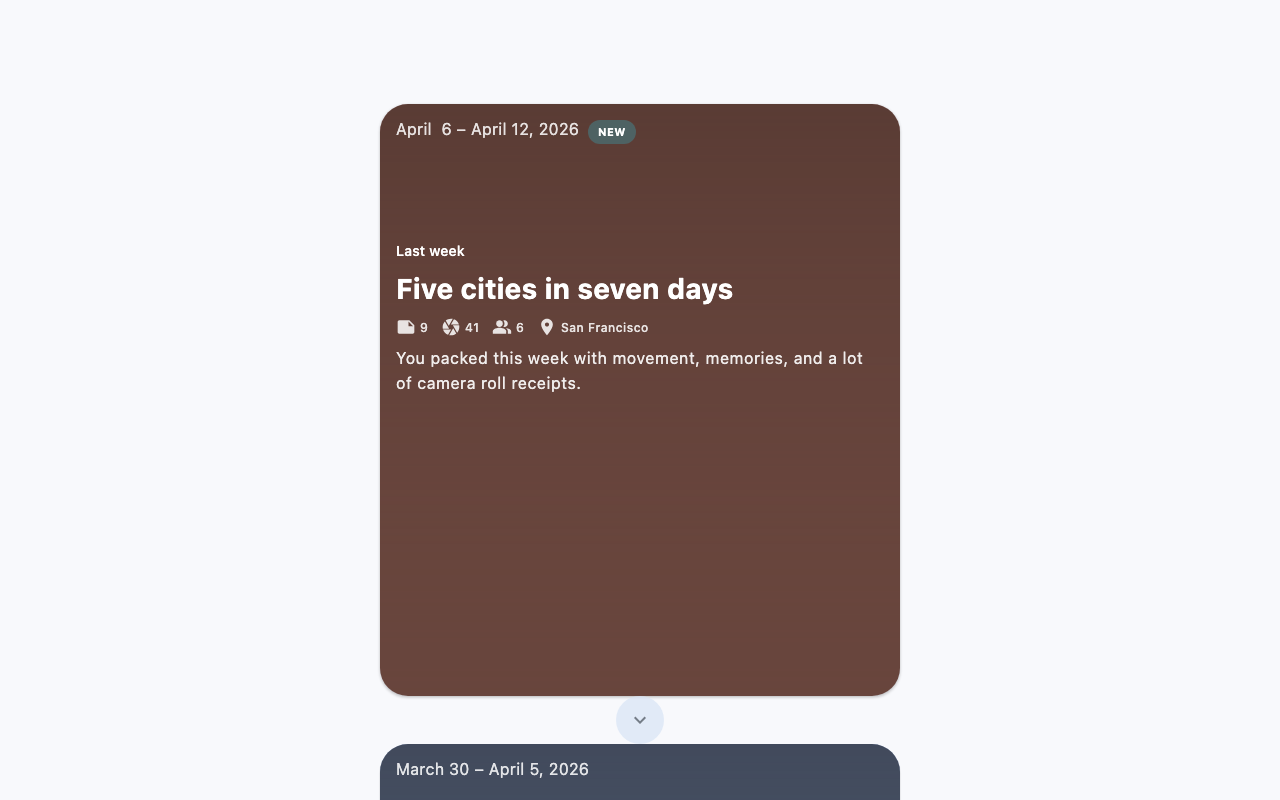 April  6 – April 12, 2026 NEW
Last week
Five cities in seven days
9 41 6 San Francisco
You packed this week with movement, memories, and a lot
of camera roll receipts.
March 30 – April 5, 2026